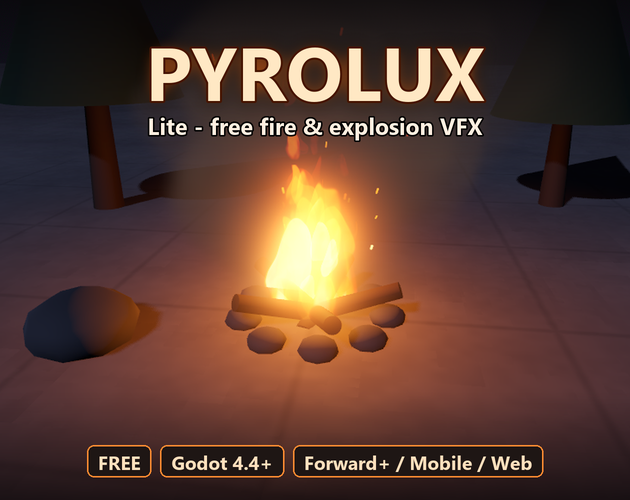 PYROLUX
Lite - free fire & explosion VFX
FREE
Godot 4.4+
Forward+ / Mobile / Web